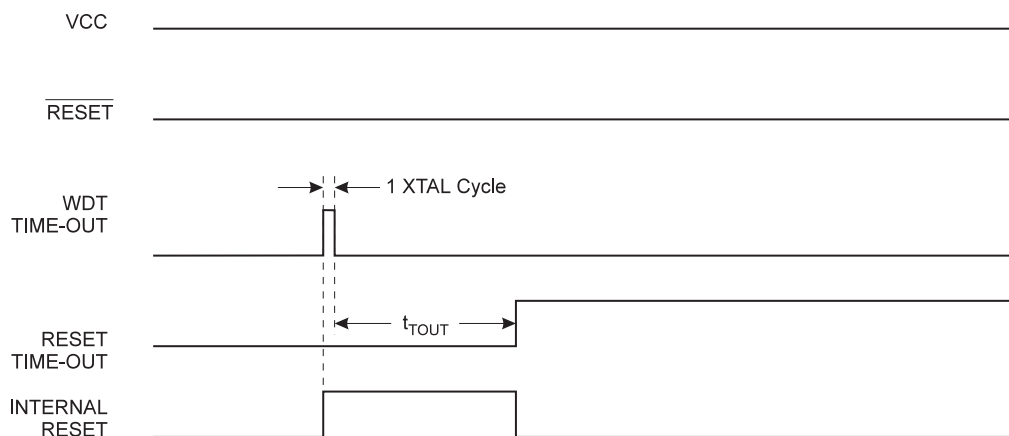 VCC
RESET
1 XTAL Cycle
WDT
TIME-OUT
tTOUT
RESET
TIME-OUT
INTERNAL
RESET